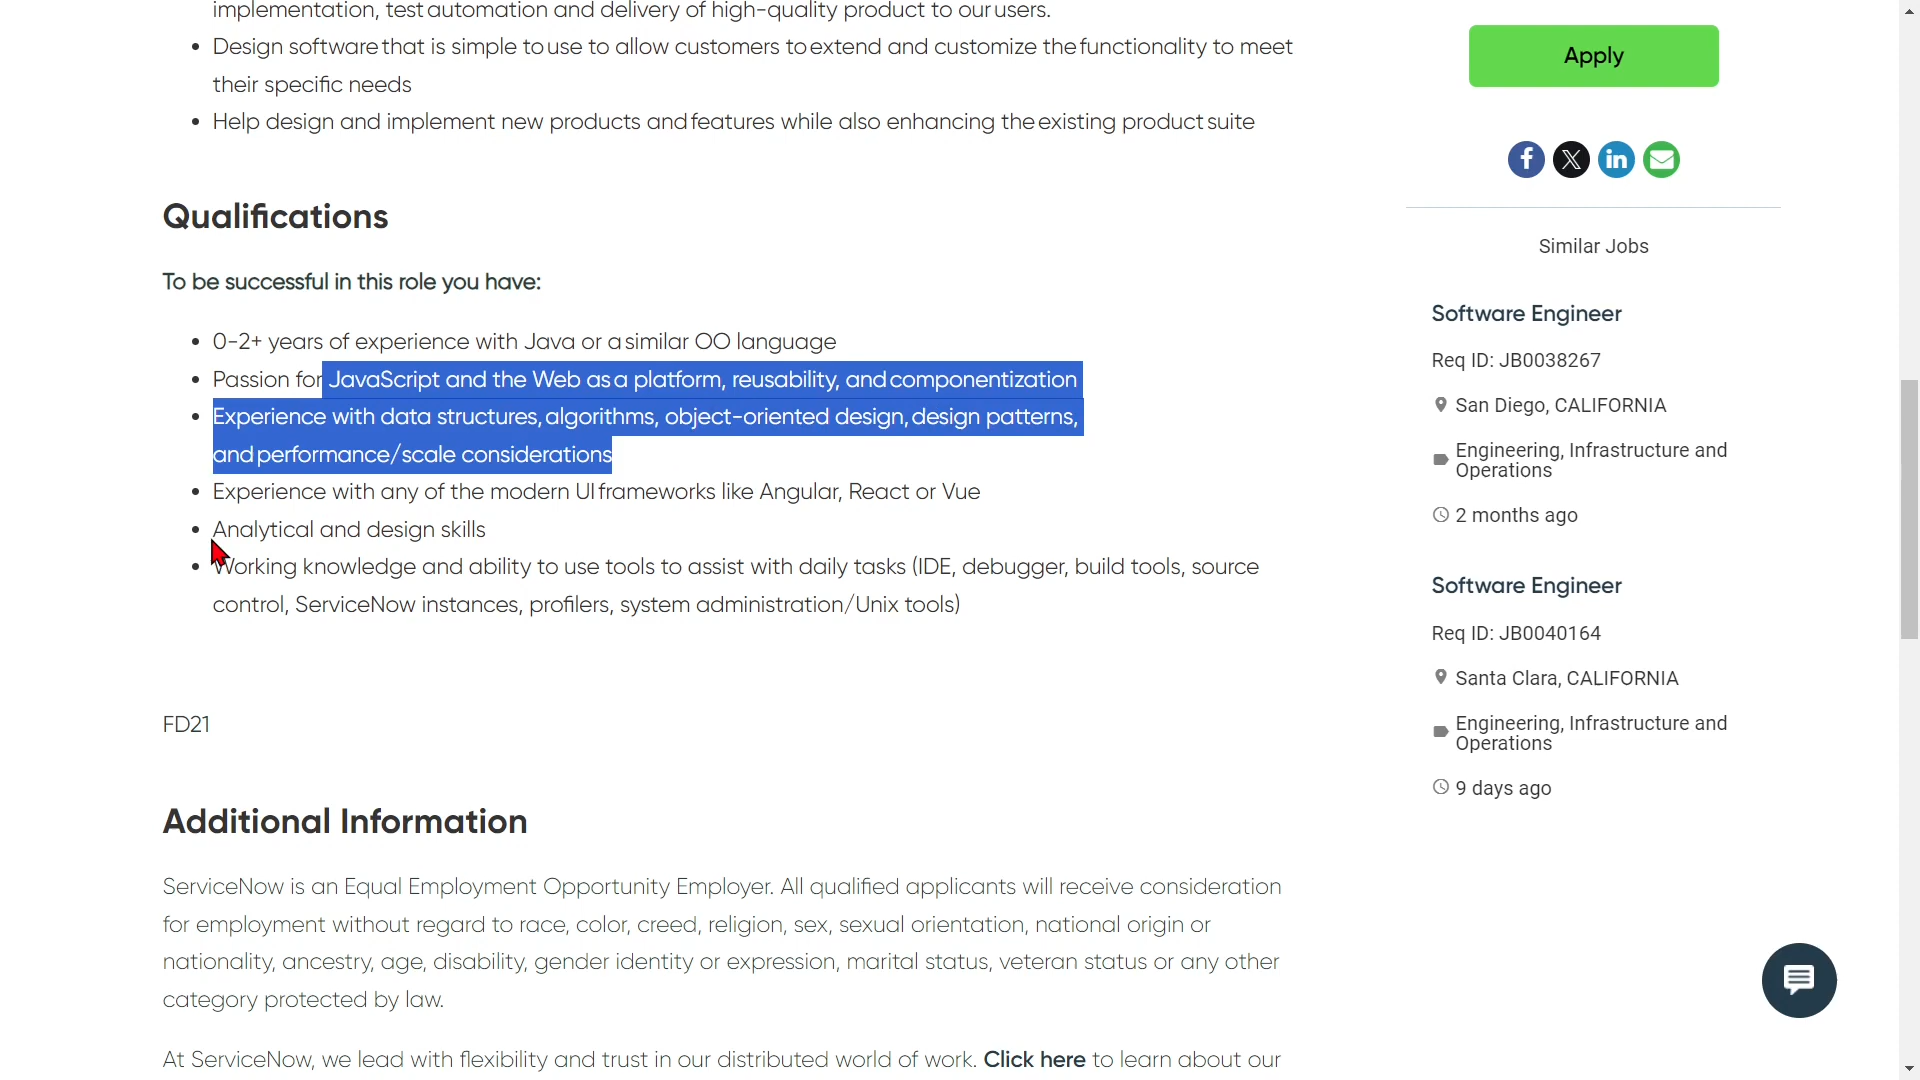 implementation, test automation and delivery of high-quality product to our users.
• Design software that is simple to use to allow customers to extend and customize the functionality to meet
their specific needs
• Help design and implement new products and features while also enhancing the existing product suite
Qualifications
To be successful in this role you have:
• 0-2+ years of experience with Java or a similar OO language
• Passion for JavaScript and the Web as a platform, reusability, and componentization
• Experience with data structures, algorithms, object-oriented design, design patterns,
and performance/scale considerations
• Experience with any of the modern UI frameworks like Angular, React or Vue
• Analytical and design skills
• Working knowledge and ability to use tools to assist with daily tasks (IDE, debugger, build tools, source
control, ServiceNow instances, profilers, system administration/Unix tools)
FD21
Additional Information
ServiceNow is an Equal Employment Opportunity Employer. All qualified applicants will receive consideration
for employment without regard to race, color, creed, religion, sex, sexual orientation, national origin or
nationality, ancestry, age, disability, gender identity or expression, marital status, veteran status or any other
category protected by law.
At ServiceNow, we lead with flexibility and trust in our distributed world of work. Click here to learn about our
Apply
Similar Jobs
Software Engineer
Req ID: JB0038267
San Diego, CALIFORNIA
Engineering, Infrastructure and
Operations
2 months ago
Software Engineer
Req ID: JB0040164
Santa Clara, CALIFORNIA
Engineering, Infrastructure and
Operations
9 days ago